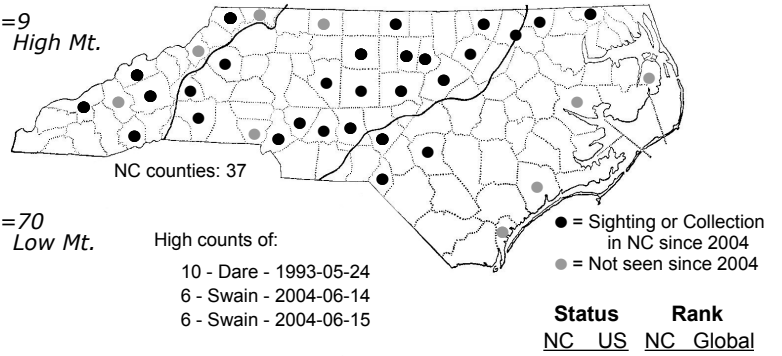 =9
High Mt.
NC counties: 37
=70
Low Mt.
High counts of:
10 - Dare - 1993-05-24
6 - Swain - 2004-06-14
6 - Swain - 2004-06-15
= Sighting or Collection
in NC since 2004
= Not seen since 2004
Status Rank
NC US NC Global